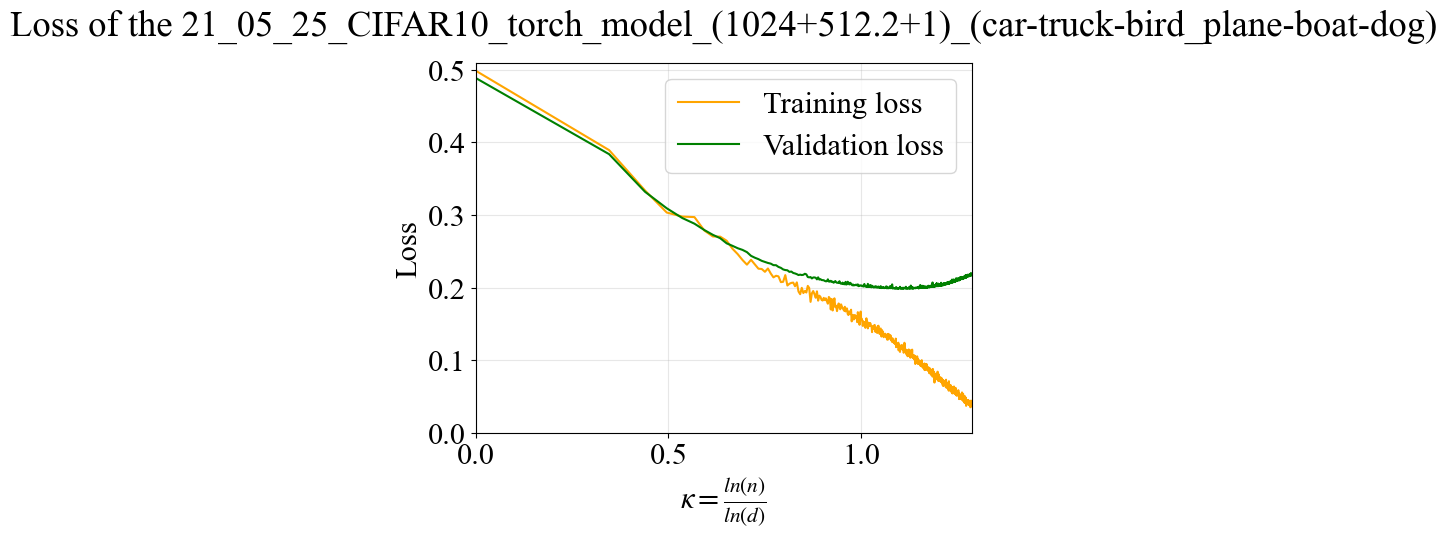 Loss of the 21_05_25_CIFAR10_torch_model_(1024+512.2+1)_(car-truck-bird_plane-boat-dog)
0.5
0.4
0.3
0.2
0.1
0.0
Loss
Training loss
Validation loss
0.0 0.5 1.0
κ = ln(n)/ln(d)